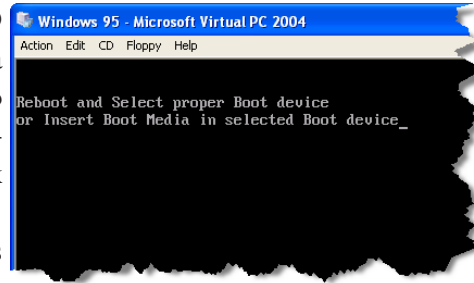 Windows 95 - Microsoft Virtual PC 2004
Action Edit CD Floppy Help
Reboot and Select proper Boot device
or Insert Boot Media in selected Boot device_